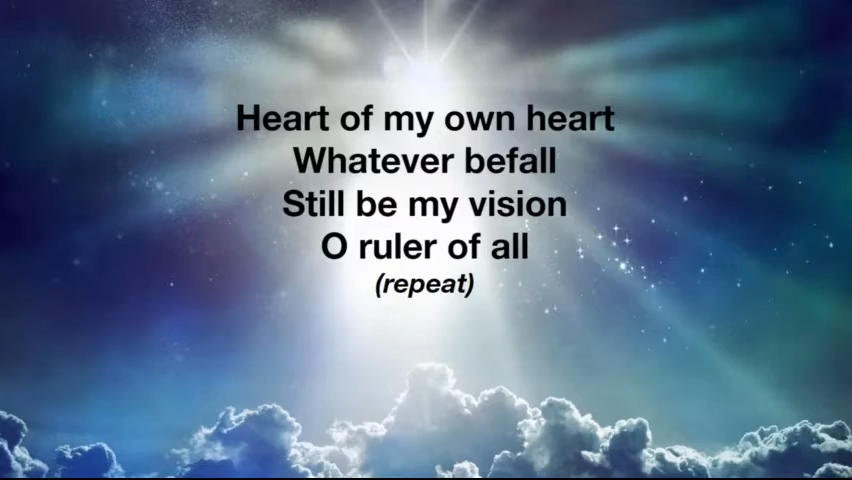 Heart of my own heart
Whatever befall
Still be my vision
O ruler of all
(repeat)